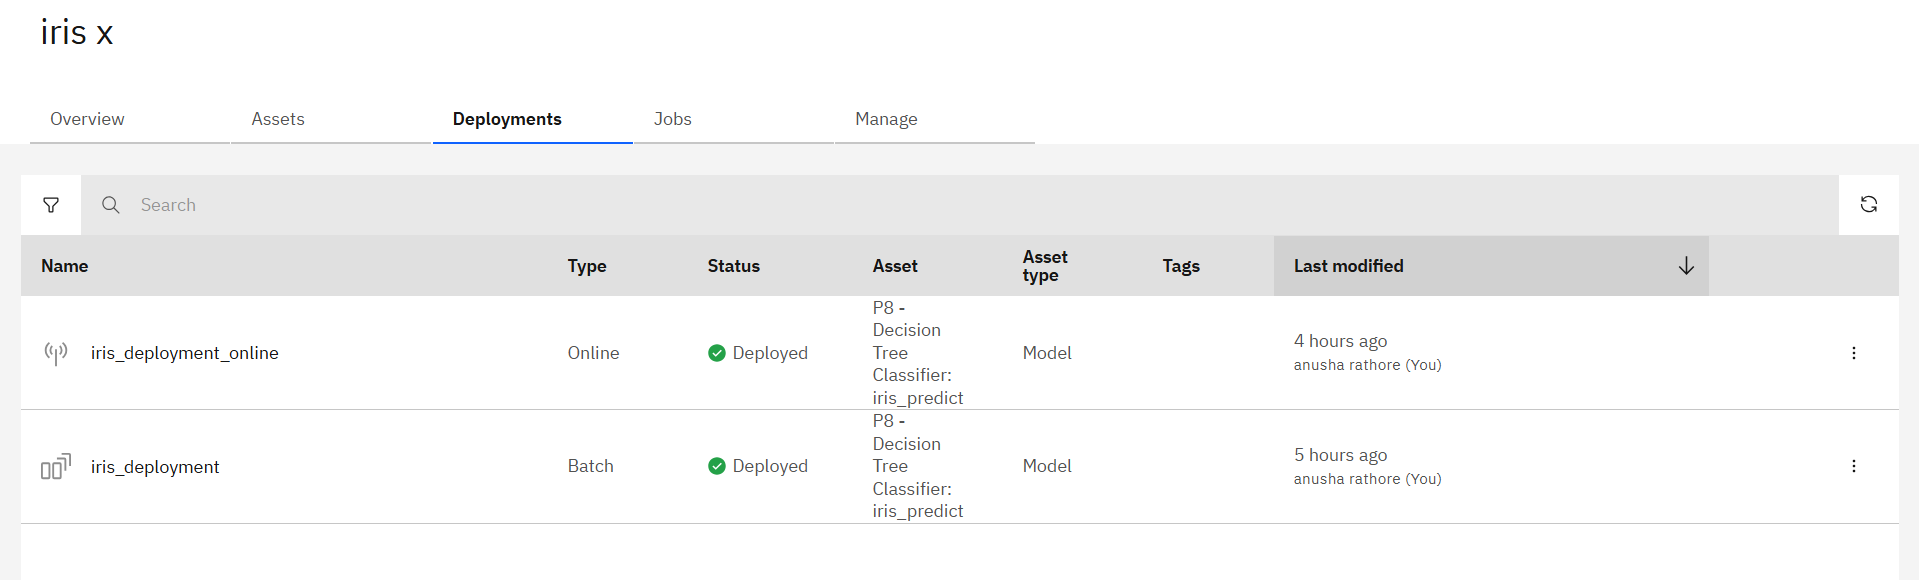 iris x
Overview
Assets
Deployments
Jobs
Manage
Search
Name
Type
Status
Asset
Asset
type
Tags
Last modified
iris_deployment_online
Online
Deployed
P8 -
Decision
Tree
Classifier:
iris_predict
Model
4 hours ago
anusha rathore (You)
iris_deployment
Batch
Deployed
P8 -
Decision
Tree
Classifier:
iris_predict
Model
5 hours ago
anusha rathore (You)